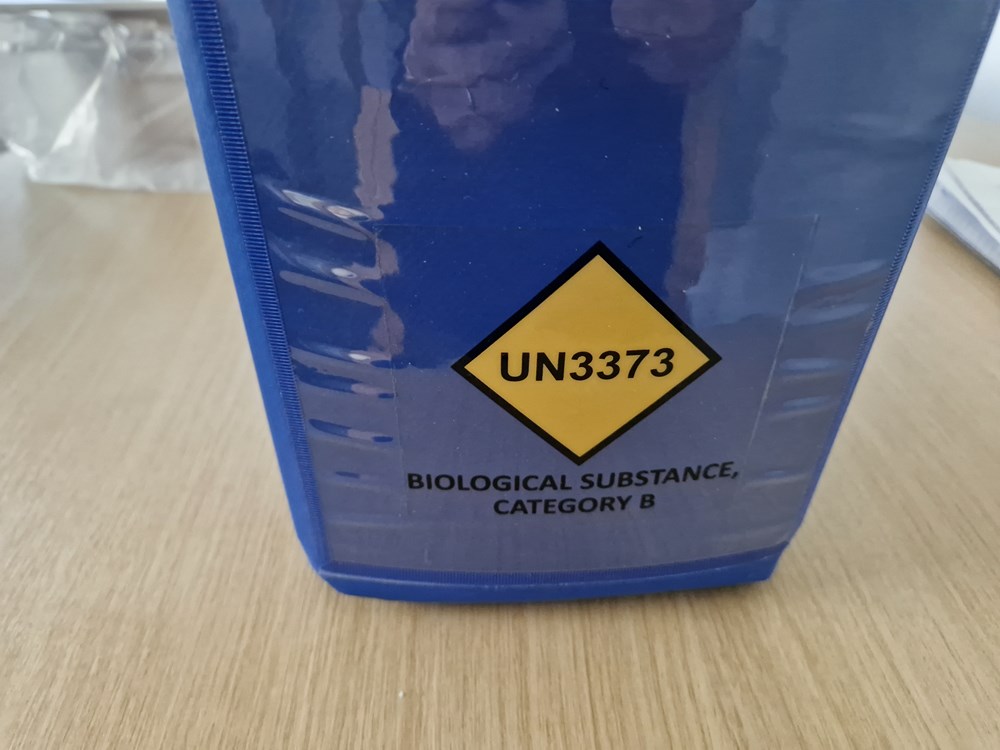 UN3373
BIOLOGICAL SUBSTANCE,
CATEGORY B